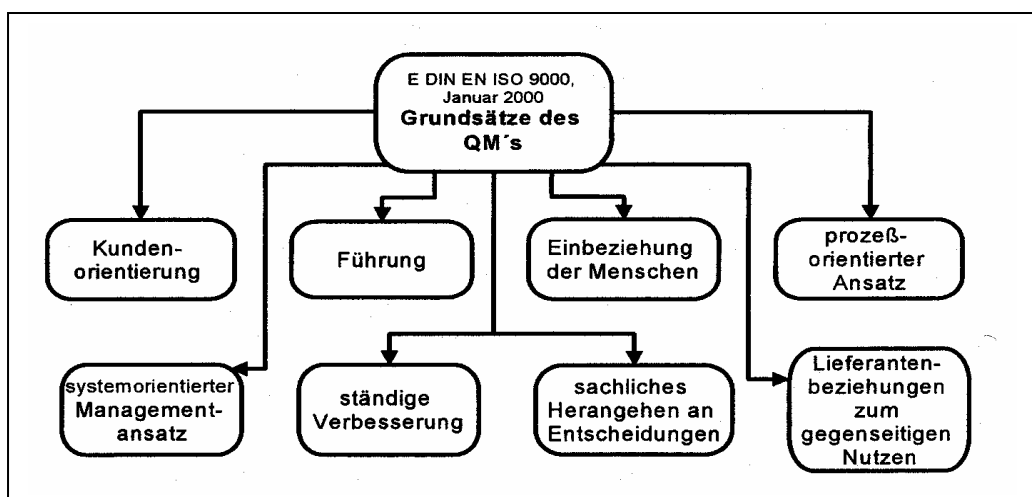 E DIN EN ISO 9000,
Januar 2000
Grundsätze des
QM´s
Kunden-
orientierung
Führung
Einbeziehung
der Menschen
prozeß-
orientierter
Ansatz
systemorientierter
Management-
ansatz
ständige
Verbesserung
sachliches
Herangehen an
Entscheidungen
Lieferanten-
beziehungen
zum
gegenseitigen
Nutzen